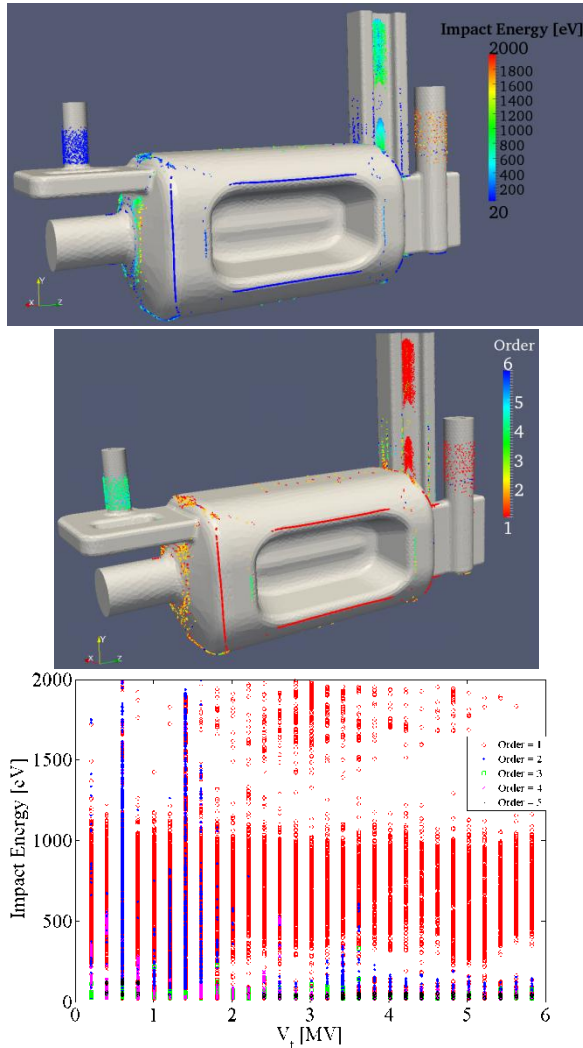 Impact Energy [eV]
2000
1800
1600
1400
1200
1000
800
600
400
200
20
Y
X
Z
Order
6
5
4
3
2
1
Y
X
Z
2000
1500
1000
500
0
Impact Energy [eV]
Order = 1
Order = 2
Order = 3
Order = 4
Order = 5
0 1 2 3 4 5 6
V_t [MV]